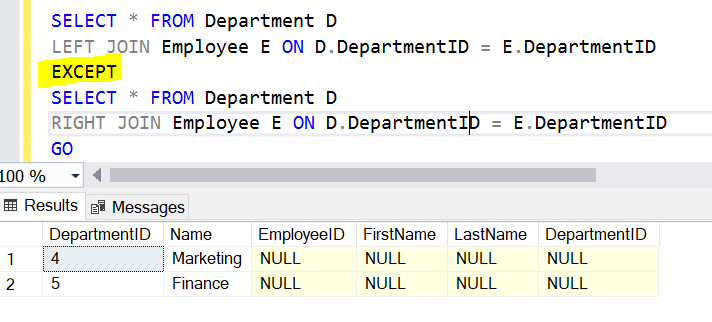 SELECT * FROM Department D
LEFT JOIN Employee E ON D.DepartmentID = E.DepartmentID
EXCEPT
SELECT * FROM Department D
RIGHT JOIN Employee E ON D.DepartmentID = E.DepartmentID
GO
100 %
Results Messages
DepartmentID Name EmployeeID FirstName LastName DepartmentID
1 4 Marketing NULL NULL NULL NULL
2 5 Finance NULL NULL NULL NULL